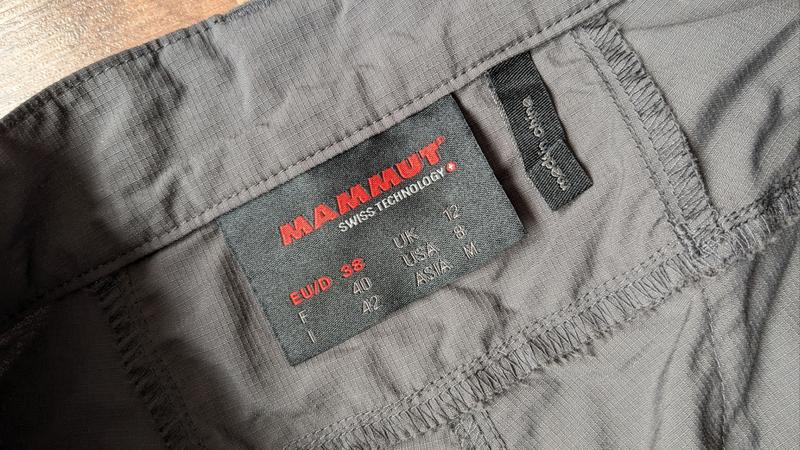 MAMMUT
SWISS TECHNOLOGY
EU/D 38 UK 12
F 40 USA 8
I 42 ASIA M
made in china